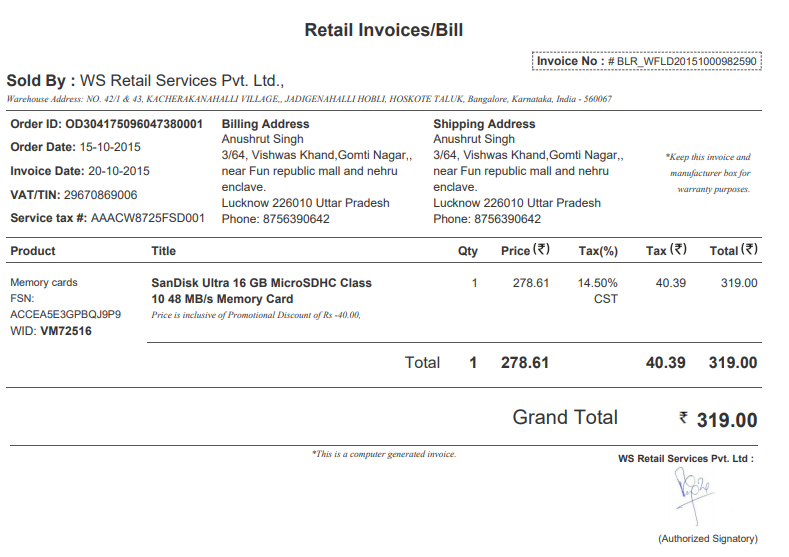 Retail Invoices/Bill
Invoice No : # BLR_WFLD20151000982590
Sold By : WS Retail Services Pvt. Ltd.,
Warehouse Address: NO. 42/1 & 43, KACHERAKANAHALLI VILLAGE,, JADIGENAHALLI HOBLI, HOSKOTE TALUK, Bangalore, Karnataka, India - 560067
Order ID: OD304175096047380001
Order Date: 15-10-2015
Invoice Date: 20-10-2015
VAT/TIN: 29670869006
Service tax #: AAACW8725FSD001
Billing Address
Anushrut Singh
3/64, Vishwas Khand,Gomti Nagar,,
near Fun republic mall and nehru
enclave.
Lucknow 226010 Uttar Pradesh
Phone: 8756390642
Shipping Address
Anushrut Singh
3/64, Vishwas Khand,Gomti Nagar,,
near Fun republic mall and nehru
enclave.
Lucknow 226010 Uttar Pradesh
Phone: 8756390642
*Keep this invoice and
manufacturer box for
warranty purposes.
Product Title Qty Price (₹) Tax(%) Tax (₹) Total (₹)
Memory cards
FSN:
ACCEA5E3GPBQJ9P9
WID: VM72516
SanDisk Ultra 16 GB MicroSDHC Class
10 48 MB/s Memory Card
Price is inclusive of Promotional Discount of Rs -40.00,
1 278.61 14.50% 40.39 319.00
CST
Total 1 278.61 40.39 319.00
Grand Total ₹ 319.00
*This is a computer generated invoice.
WS Retail Services Pvt. Ltd :
(Authorized Signatory)